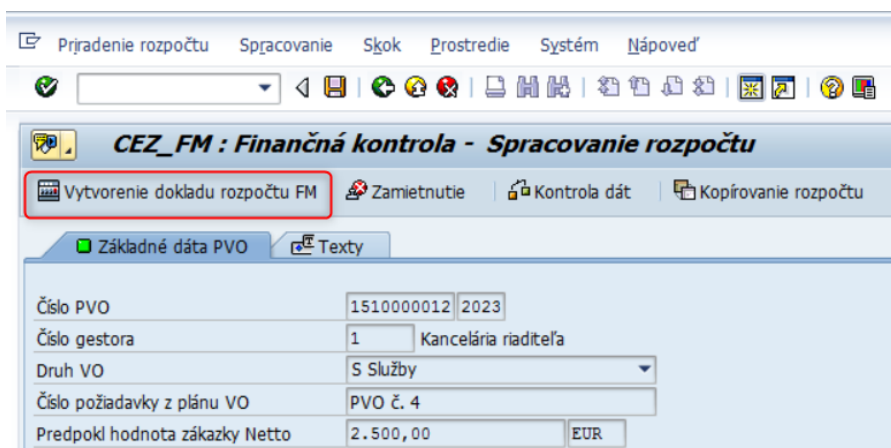 Priradenie rozpočtu Spracovanie Skok Prostredie Systém Nápoveď
CEZ_FM : Finančná kontrola - Spracovanie rozpočtu
Vytvorenie dokladu rozpočtu FM Zamietnutie Kontrola dát Kopírovanie rozpočtu
Základné dáta PVO Texty
Číslo PVO 1510000012 2023
Číslo gestora 1 Kancelária riaditeľa
Druh VO S Služby
Číslo požiadavky z plánu VO PVO č. 4
Predpokl hodnota zákazky Netto 2.500,00 EUR